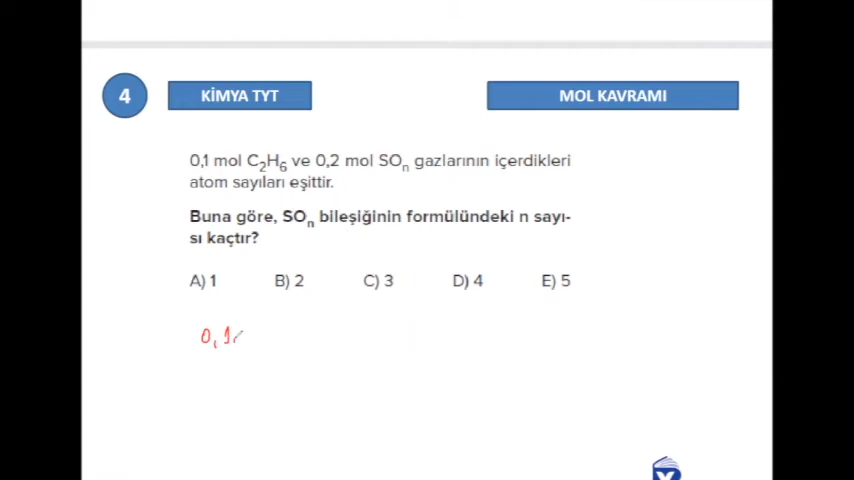 4
KİMYA TYT
MOL KAVRAMI
0,1 mol C₂H₆ ve 0,2 mol SOₙ gazlarının içerdikleri
atom sayıları eşittir.
Buna göre, SOₙ bileşiğinin formülündeki n sayı-
sı kaçtır?
A) 1 B) 2 C) 3 D) 4 E) 5
0,1